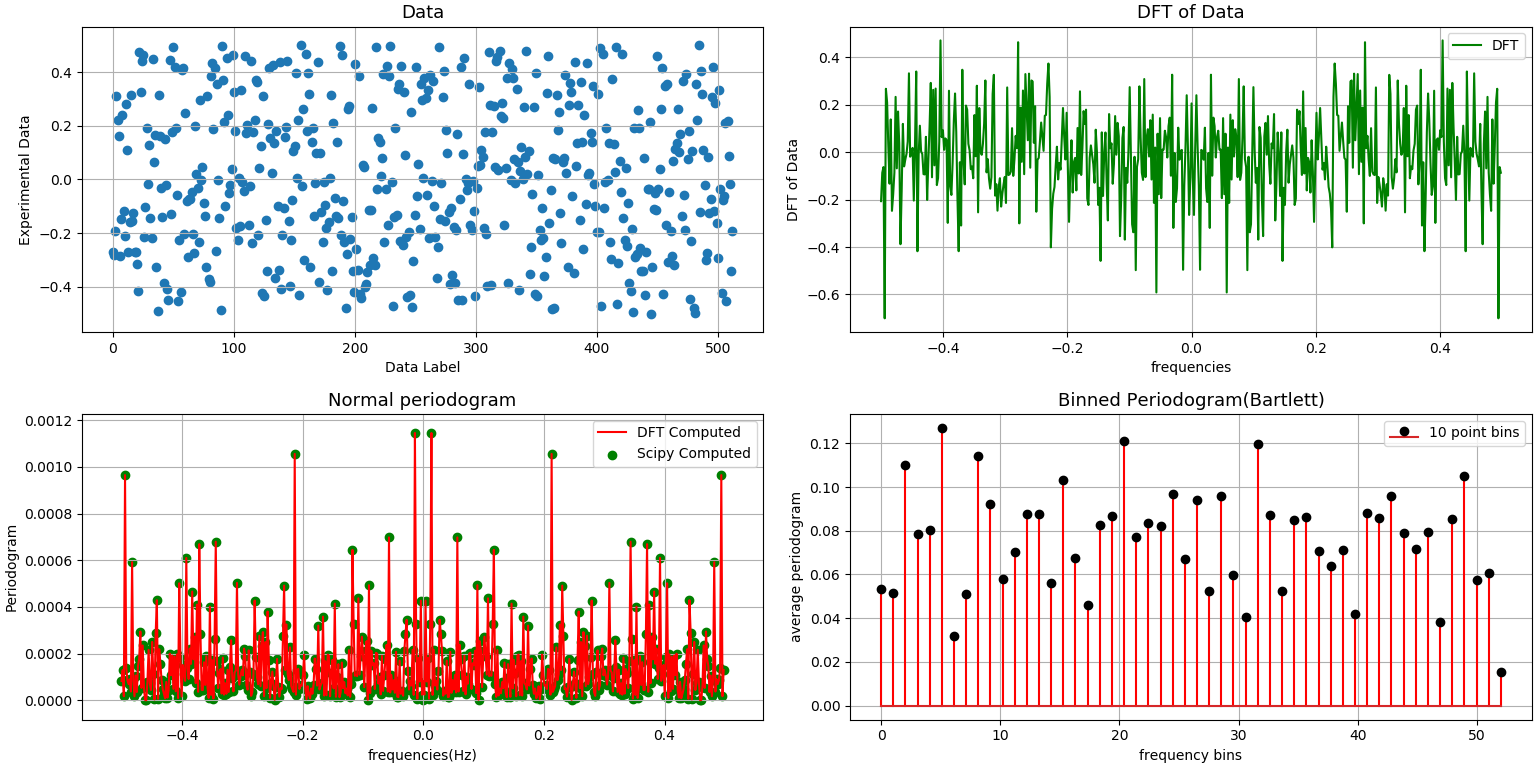 Data
Experimental Data
0.4
0.2
0.0
−0.2
−0.4
0 100 200 300 400 500
Data Label
DFT of Data
DFT
DFT of Data
0.4
0.2
0.0
−0.2
−0.4
−0.6
−0.4 −0.2 0.0 0.2 0.4
frequencies
Normal periodogram
DFT Computed
Scipy Computed
Periodogram
0.0012
0.0010
0.0008
0.0006
0.0004
0.0002
0.0000
−0.4 −0.2 0.0 0.2 0.4
frequencies(Hz)
Binned Periodogram(Bartlett)
10 point bins
average periodogram
0.12
0.10
0.08
0.06
0.04
0.02
0.00
0 10 20 30 40 50
frequency bins